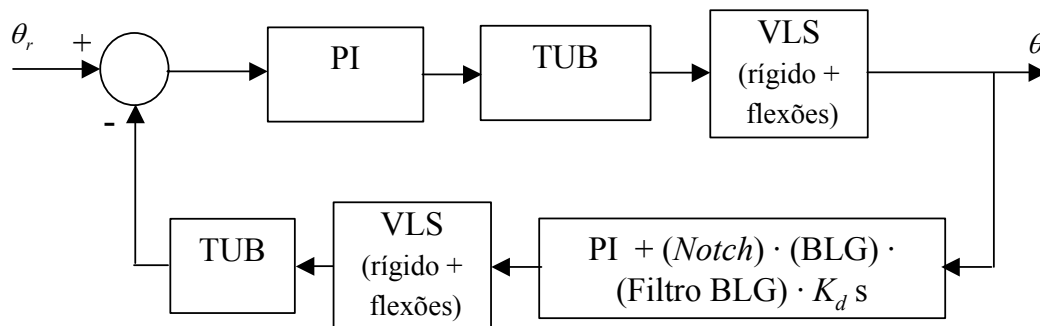 θr
+
-
PI
TUB
VLS
(rígido +
flexões)
θ
TUB
VLS
(rígido +
flexões)
PI + (Notch) · (BLG) ·
(Filtro BLG) · Kd s